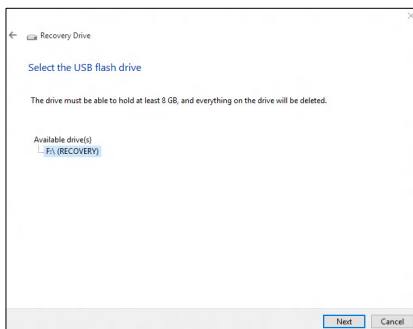 Recovery Drive
Select the USB flash drive
The drive must be able to hold at least 8 GB, and everything on the drive will be deleted.
Available drive(s)
F:\ (RECOVERY)
Next Cancel